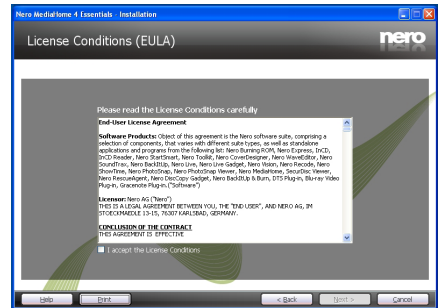 Nero MediaHome 4 Essentials - Installation
License Conditions (EULA)
nero
Please read the License Conditions carefully
End-User License Agreement
Software Products: Object of this agreement is the Nero software suite, comprising a
selection of components, that varies with different suite types, as well as standalone
applications and programs from the following list: Nero Burning ROM, Nero Express, InCD,
InCD Reader, Nero StartSmart, Nero Toolkit, Nero CoverDesigner, Nero WaveEditor, Nero
SoundTrax, Nero BackItUp, Nero Live, Nero Live Gadget, Nero Vision, Nero Recode, Nero
ShowTime, Nero PhotoSnap, Nero PhotoSnap Viewer, Nero MediaHome, SecurDisc Viewer,
Nero RescueAgent, Nero DiscCopy Gadget, Nero BackItUp & Burn, DTS Plug-in, Blu-ray Video
Plug-in, Gracenote Plug-in.("Software")
Licensor: Nero AG ("Nero")
THIS IS A LEGAL AGREEMENT BETWEEN YOU, THE "END USER", AND NERO AG, IM
STOECKMAEDLE 13-15, 76307 KARLSBAD, GERMANY.
CONCLUSION OF THE CONTRACT
THIS AGREEMENT IS EFFECTIVE
I accept the License Conditions
Help
Print
< Back
Next >
Cancel